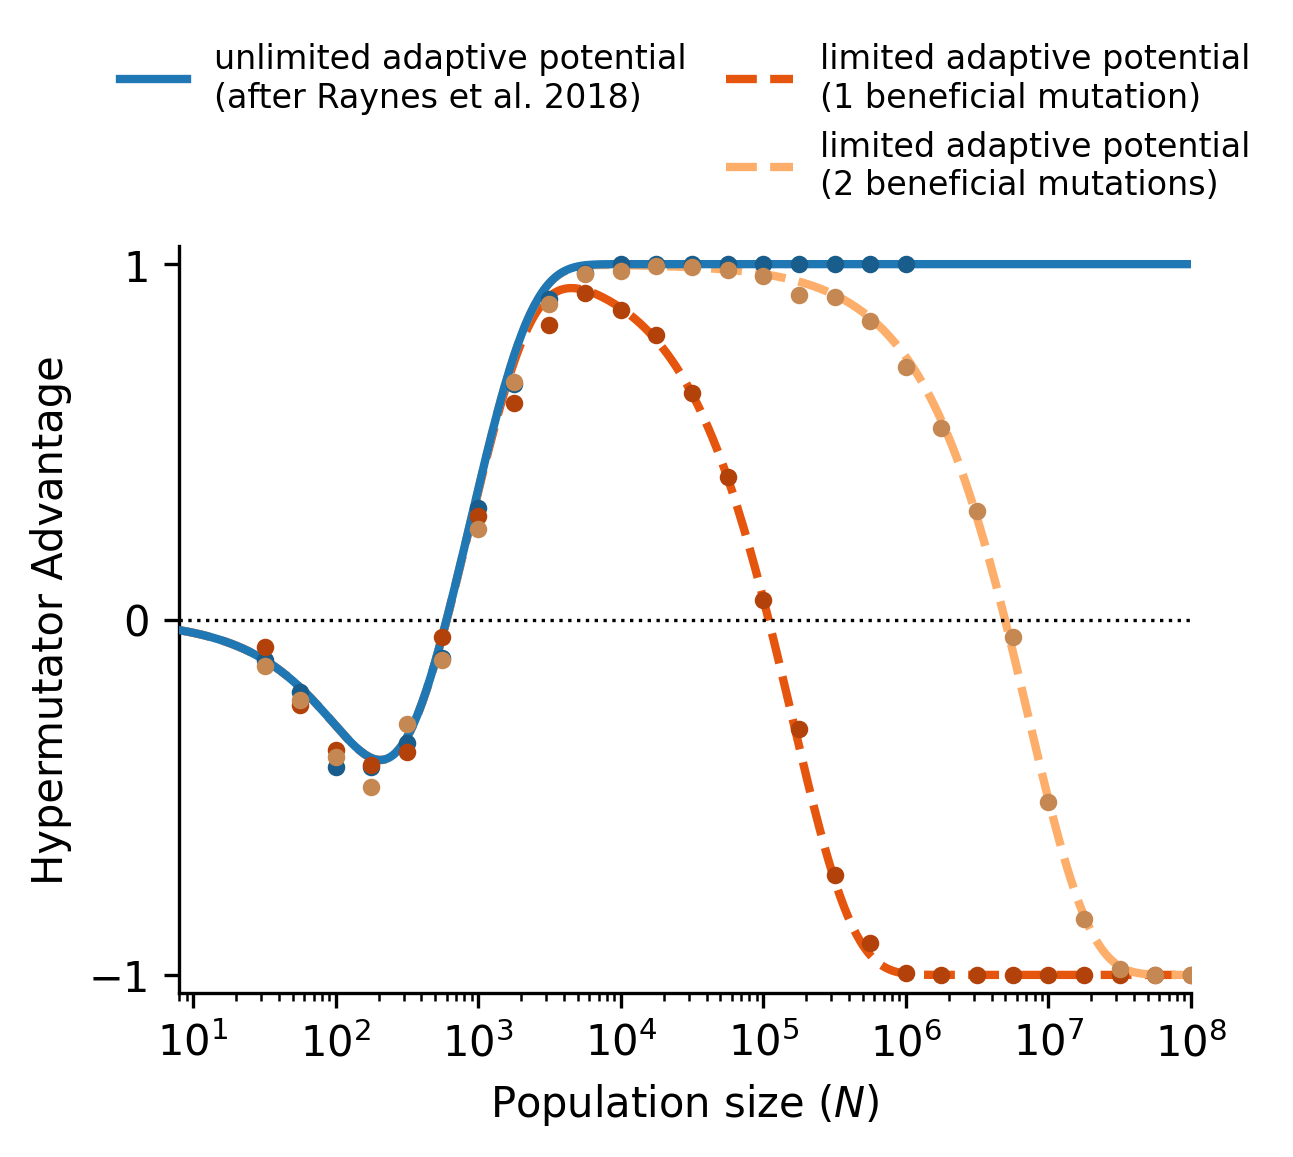 unlimited adaptive potential
(after Raynes et al. 2018)
limited adaptive potential
(1 beneficial mutation)
limited adaptive potential
(2 beneficial mutations)
1
0
−1
Hypermutator Advantage
10¹ 10² 10³ 10⁴ 10⁵ 10⁶ 10⁷ 10⁸
Population size (N)